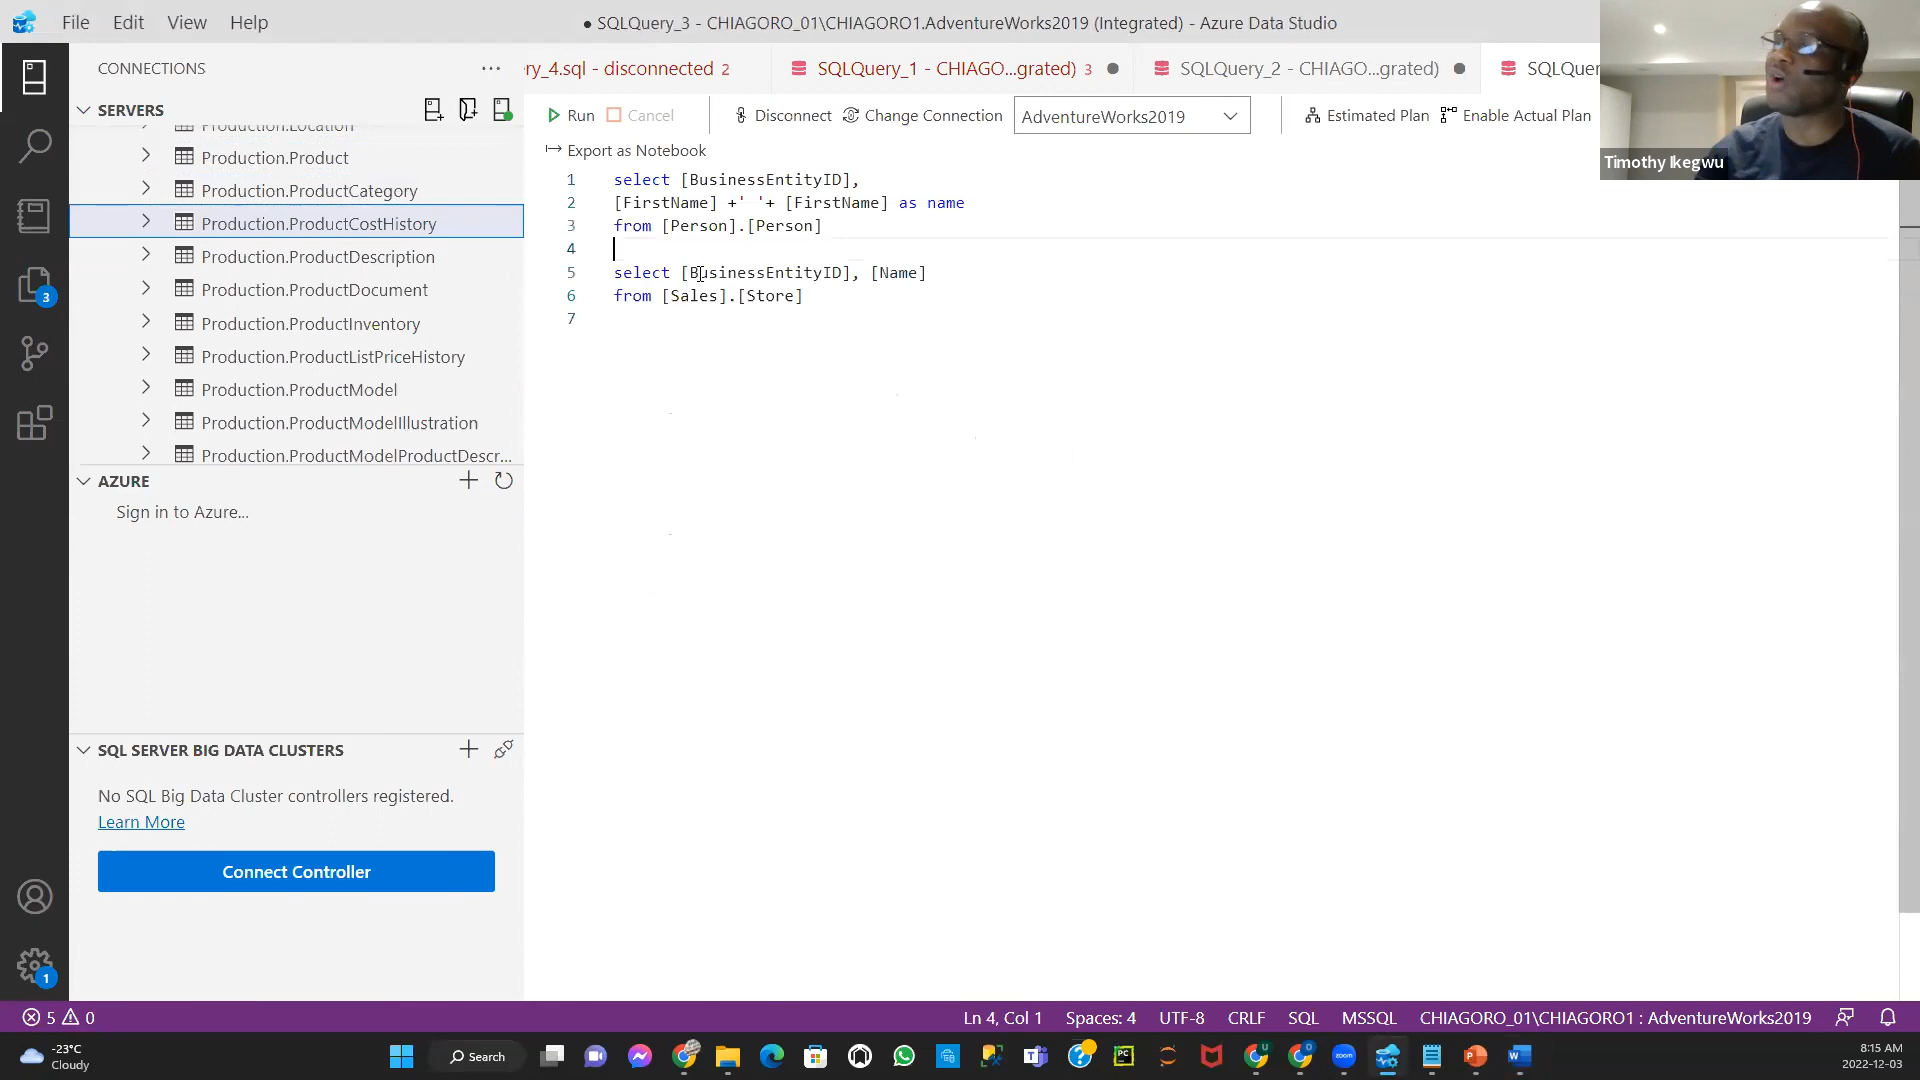 File Edit View Help
● SQLQuery_3 - CHIAGORO_01\CHIAGORO1.AdventureWorks2019 (Integrated) - Azure Data Studio
CONNECTIONS
ry_4.sql - disconnected 2
SQLQuery_1 - CHIAGO...grated) 3
SQLQuery_2 - CHIAGO...grated)
SQLQuer
SERVERS
Run Cancel Disconnect Change Connection AdventureWorks2019 Estimated Plan Enable Actual Plan
Export as Notebook
Timothy Ikegwu
Production.Location
Production.Product
Production.ProductCategory
Production.ProductCostHistory
Production.ProductDescription
Production.ProductDocument
Production.ProductInventory
Production.ProductListPriceHistory
Production.ProductModel
Production.ProductModelIllustration
Production.ProductModelProductDescr...
1 select [BusinessEntityID],
2 [FirstName] +' '+ [FirstName] as name
3 from [Person].[Person]
4
5 select [BusinessEntityID], [Name]
6 from [Sales].[Store]
7
AZURE
Sign in to Azure...
SQL SERVER BIG DATA CLUSTERS
No SQL Big Data Cluster controllers registered.
Learn More
Connect Controller
3
1
5 0
Ln 4, Col 1 Spaces: 4 UTF-8 CRLF SQL MSSQL CHIAGORO_01\CHIAGORO1 : AdventureWorks2019
-23°C
Cloudy
Search
8:15 AM
2022-12-03